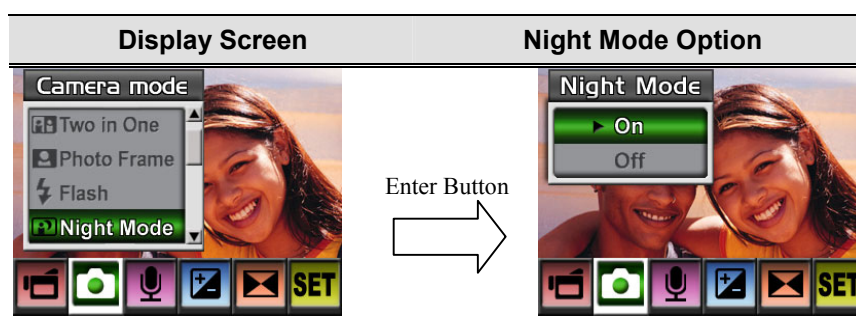 Display Screen
Night Mode Option
Camera mode
Two in One
Photo Frame
Flash
Night Mode
SET
Enter Button
Night Mode
On
Off
SET